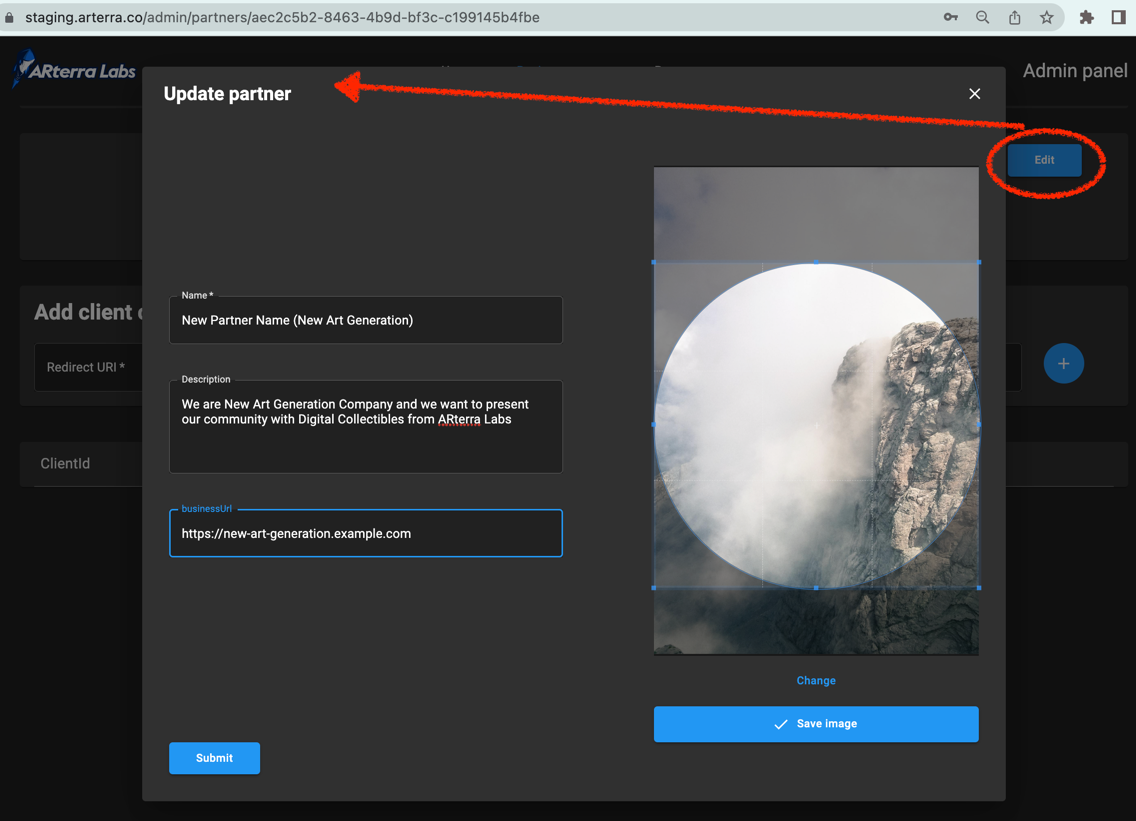 staging.arterra.co/admin/partners/aec2c5b2-8463-4b9d-bf3c-c199145b4fbe
ARterra Labs
Admin panel
Update partner
Edit
Name *
New Partner Name (New Art Generation)
Add client
Redirect URI *
Description
We are New Art Generation Company and we want to present
our community with Digital Collectibles from ARterra Labs
ClientId
businessUrl
https://new-art-generation.example.com
Change
Save image
Submit